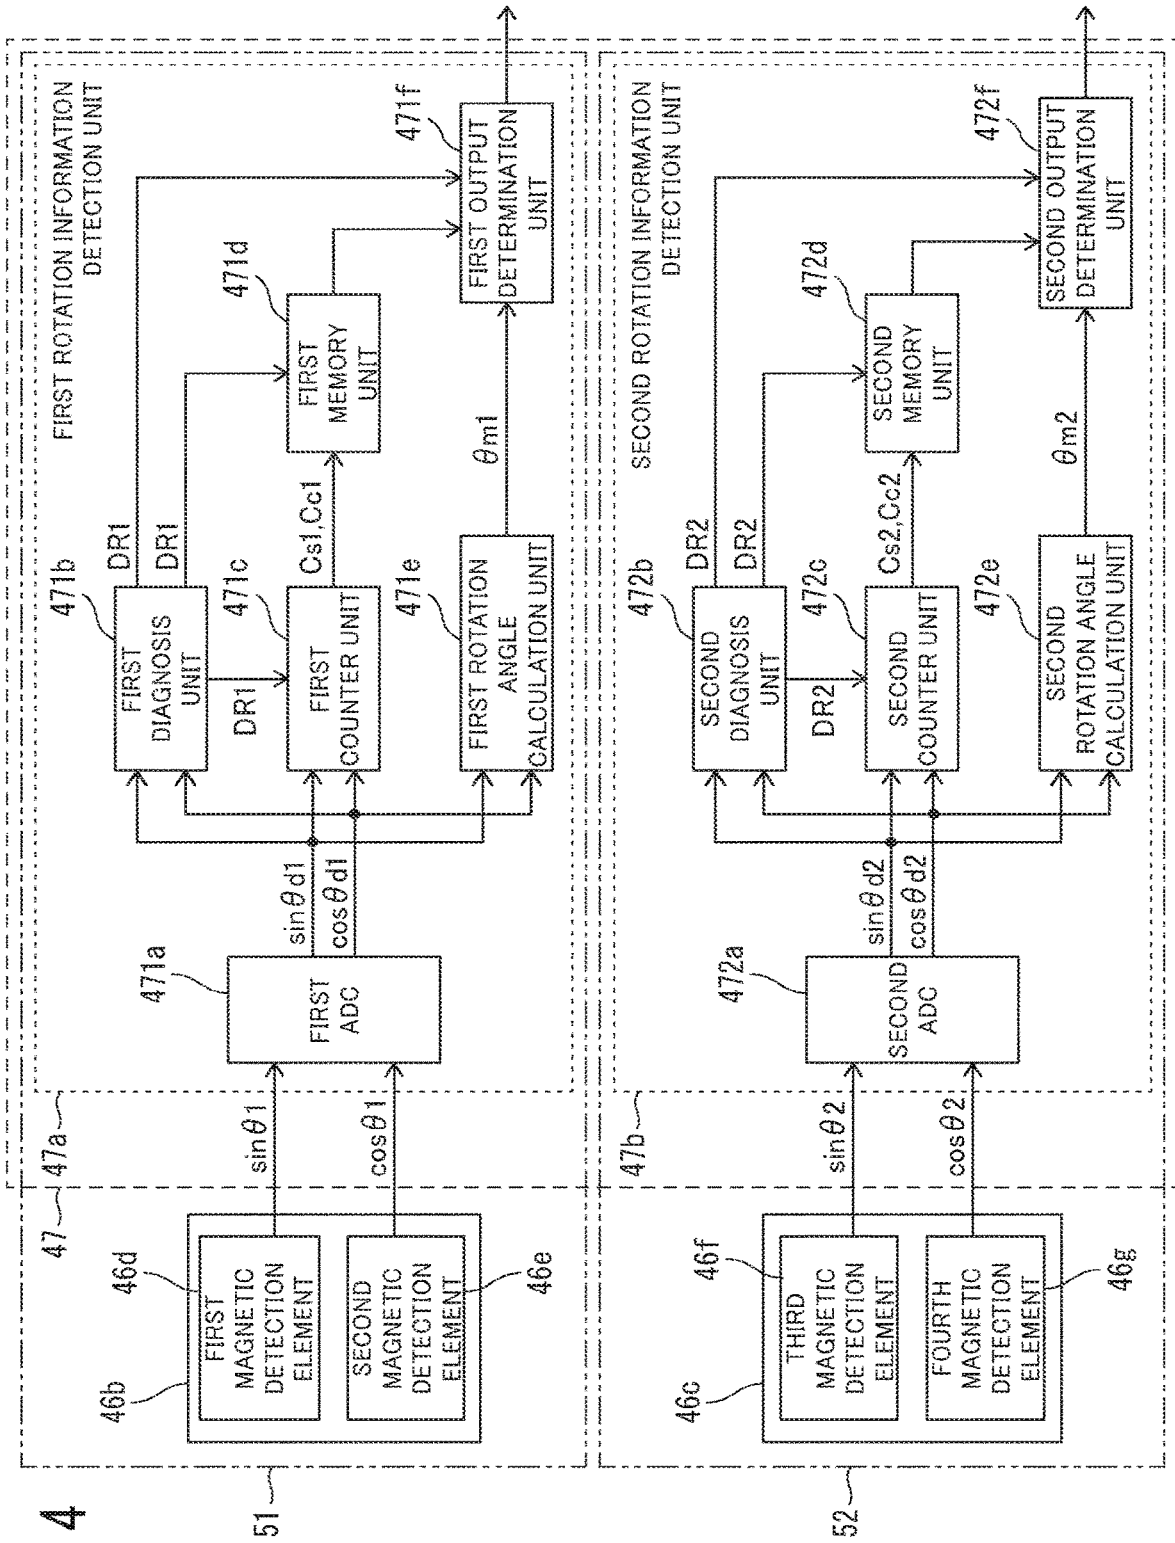 4
51
46b
46d
FIRST
MAGNETIC
DETECTION
ELEMENT
SECOND
MAGNETIC
DETECTION
ELEMENT
46e
47
47a
sinθ1
cosθ1
471a
FIRST
ADC
sinθd1
cosθd1
471b
FIRST
DIAGNOSIS
UNIT
DR1
DR1
DR1
471c
FIRST
COUNTER UNIT
Cs1,Cc1
471e
FIRST ROTATION
ANGLE
CALCULATION UNIT
θm1
471d
FIRST
MEMORY
UNIT
FIRST ROTATION INFORMATION
DETECTION UNIT
471f
FIRST OUTPUT
DETERMINATION
UNIT
52
46c
46f
THIRD
MAGNETIC
DETECTION
ELEMENT
FOURTH
MAGNETIC
DETECTION
ELEMENT
46g
47b
sinθ2
cosθ2
472a
SECOND
ADC
sinθd2
cosθd2
472b
SECOND
DIAGNOSIS
UNIT
DR2
DR2
DR2
472c
SECOND
COUNTER UNIT
Cs2,Cc2
472e
SECOND
ROTATION ANGLE
CALCULATION UNIT
θm2
472d
SECOND
MEMORY
UNIT
SECOND ROTATION INFORMATION
DETECTION UNIT
472f
SECOND OUTPUT
DETERMINATION
UNIT